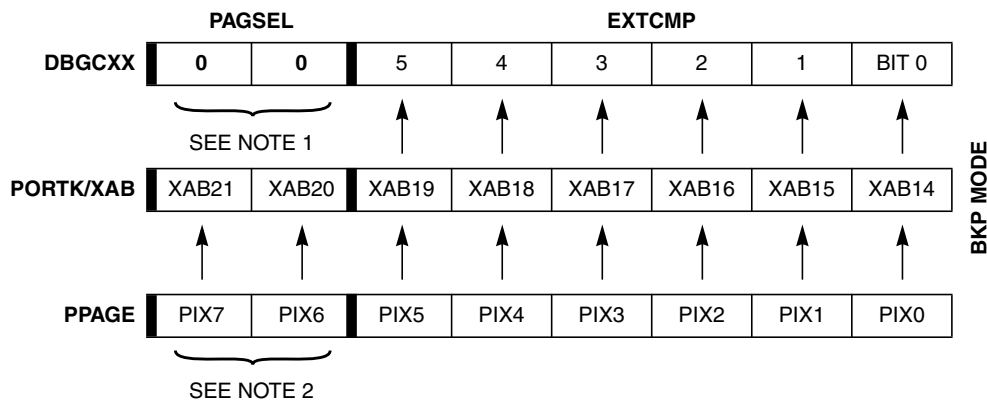 PAGSEL EXTCMP
DBGCXX 0 0 5 4 3 2 1 BIT 0
SEE NOTE 1
PORTK/XAB XAB21 XAB20 XAB19 XAB18 XAB17 XAB16 XAB15 XAB14
BKP MODE
PPAGE PIX7 PIX6 PIX5 PIX4 PIX3 PIX2 PIX1 PIX0
SEE NOTE 2